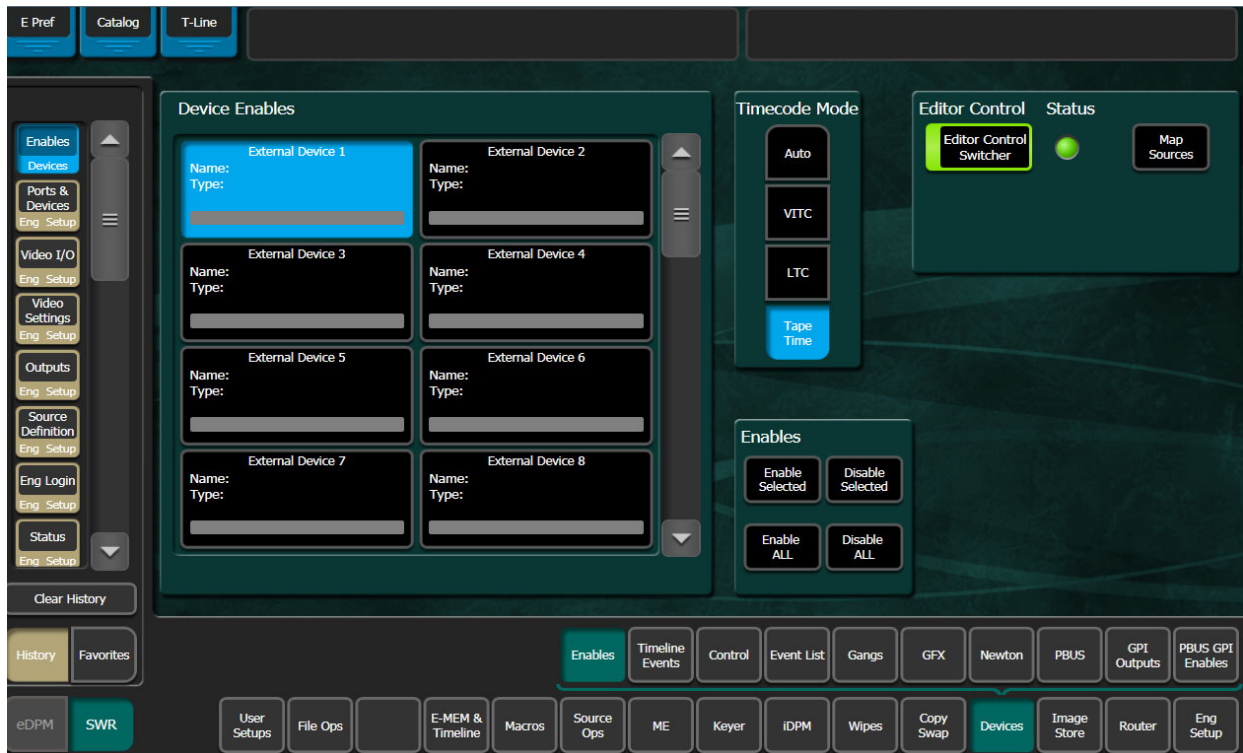 E Pref
Catalog
T-Line
Enables
Devices
Ports &
Devices
Eng Setup
Video I/O
Eng Setup
Video
Settings
Eng Setup
Outputs
Eng Setup
Source
Definition
Eng Setup
Eng Login
Eng Setup
Status
Eng Setup
Clear History
History
Favorites
Device Enables
External Device 1
Name:
Type:
External Device 2
Name:
Type:
External Device 3
Name:
Type:
External Device 4
Name:
Type:
External Device 5
Name:
Type:
External Device 6
Name:
Type:
External Device 7
Name:
Type:
External Device 8
Name:
Type:
Timecode Mode
Auto
VITC
LTC
Tape
Time
Enables
Enable
Selected
Disable
Selected
Enable
ALL
Disable
ALL
Editor Control
Status
Editor Control
Switcher
Map
Sources
Enables
Timeline
Events
Control
Event List
Gangs
GFX
Newton
PBUS
GPI
Outputs
PBUS GPI
Enables
eDPM
SWR
User
Setups
File Ops
E-MEM &
Timeline
Macros
Source
Ops
ME
Keyer
iDPM
Wipes
Copy
Swap
Devices
Image
Store
Router
Eng
Setup